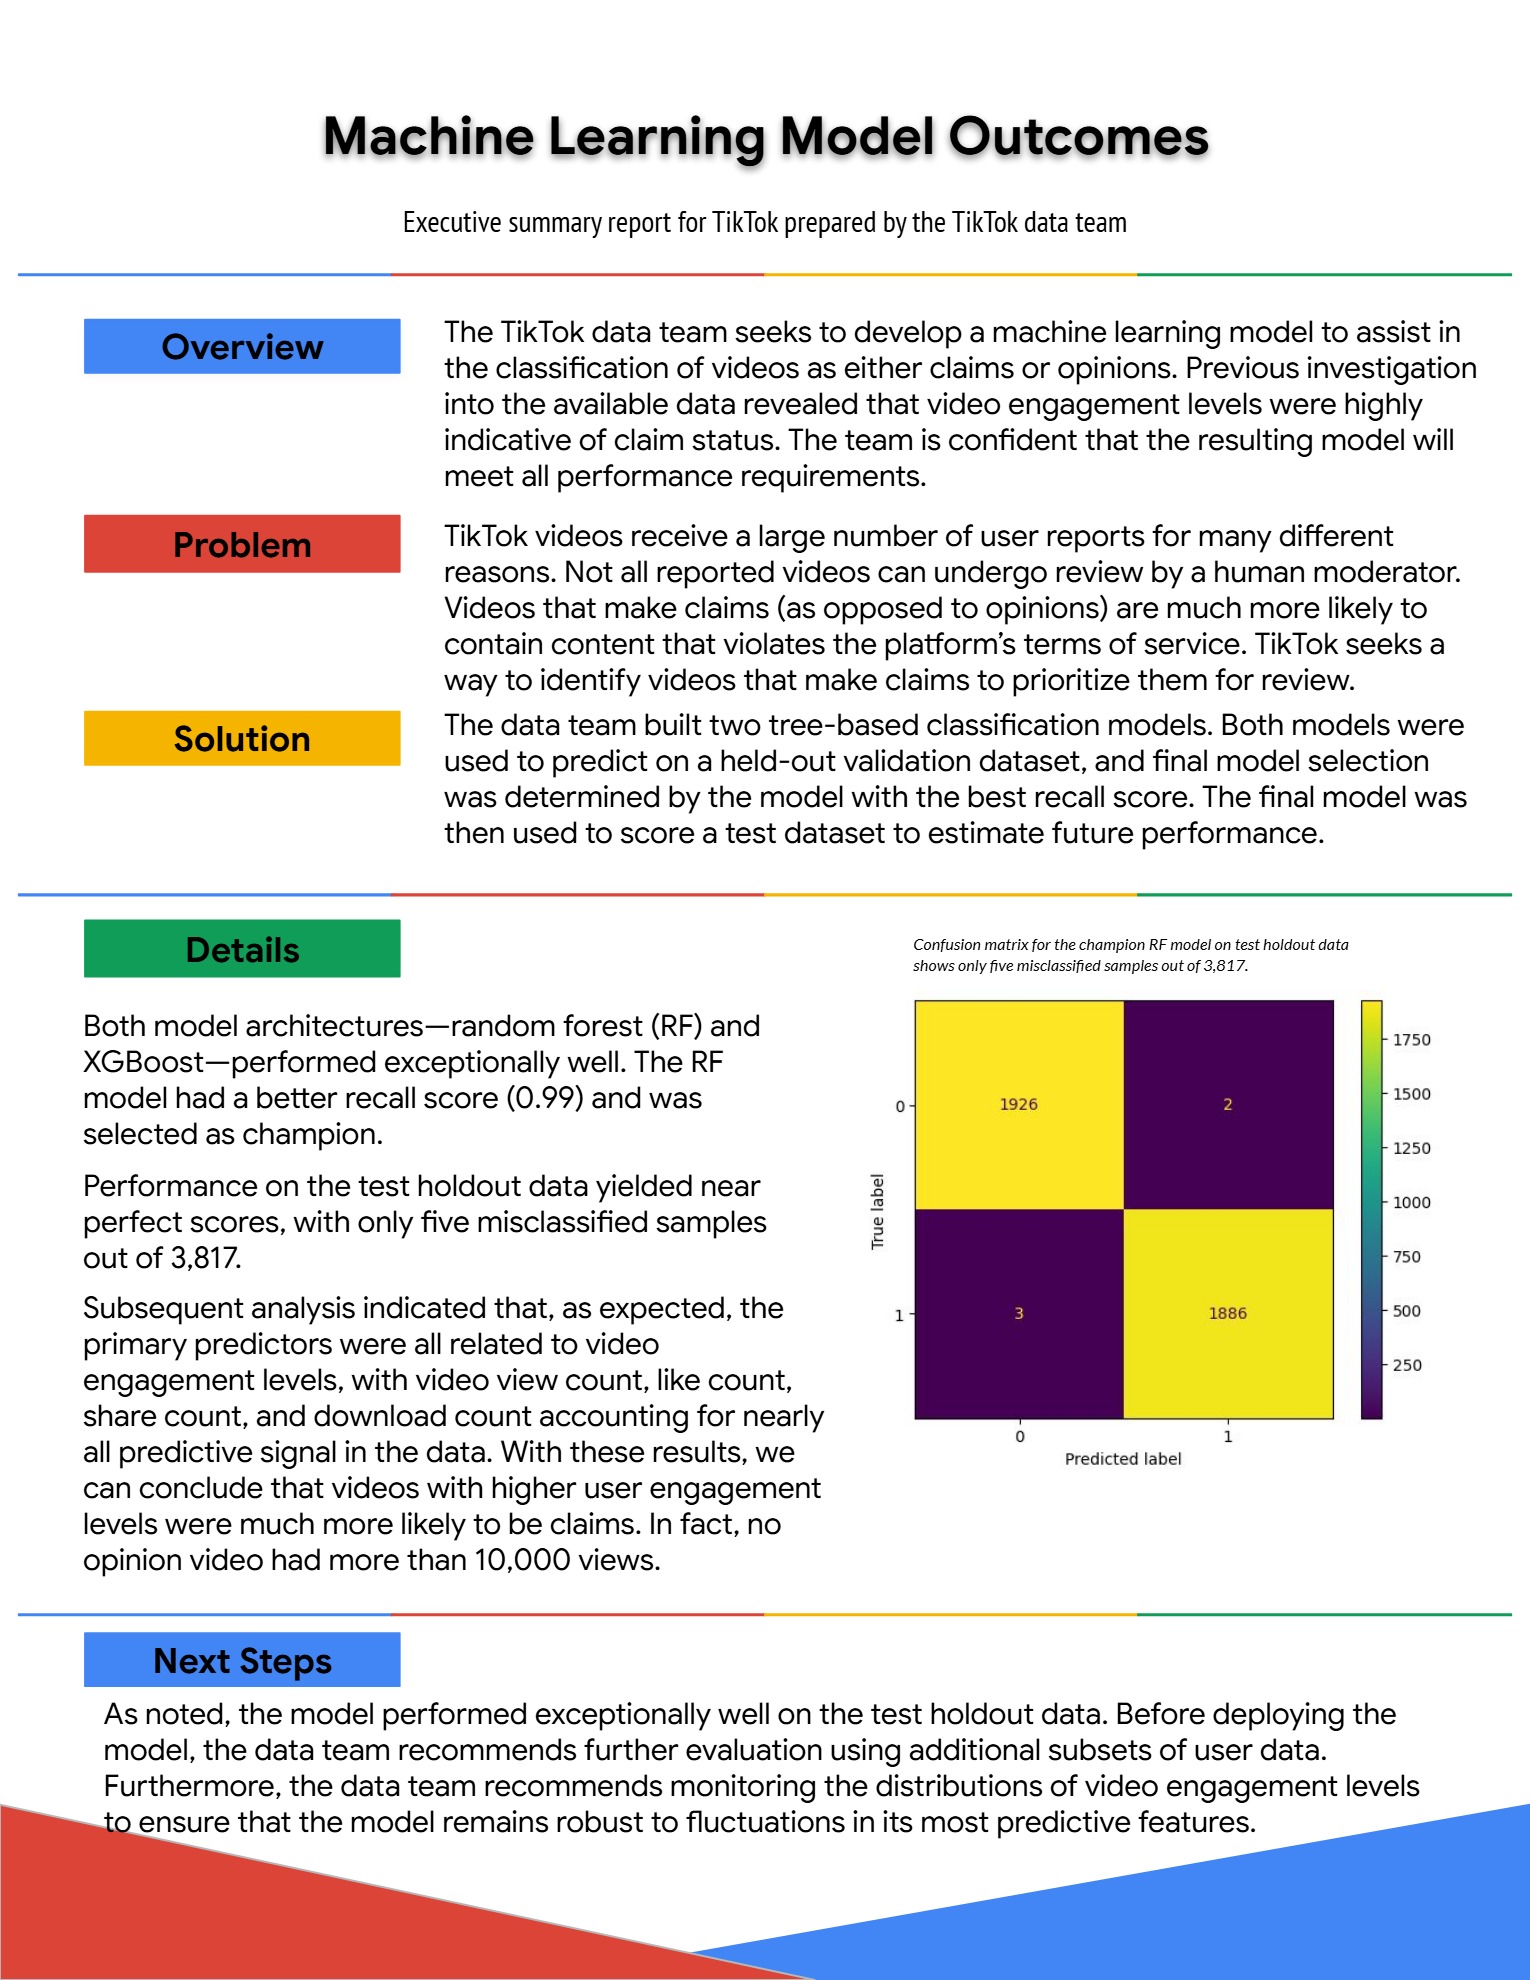 Machine Learning Model Outcomes
Executive summary report for TikTok prepared by the TikTok data team
Overview
The TikTok data team seeks to develop a machine learning model to assist in
the classification of videos as either claims or opinions. Previous investigation
into the available data revealed that video engagement levels were highly
indicative of claim status. The team is confident that the resulting model will
meet all performance requirements.
Problem
TikTok videos receive a large number of user reports for many different
reasons. Not all reported videos can undergo review by a human moderator.
Videos that make claims (as opposed to opinions) are much more likely to
contain content that violates the platform’s terms of service. TikTok seeks a
way to identify videos that make claims to prioritize them for review.
Solution
The data team built two tree-based classification models. Both models were
used to predict on a held-out validation dataset, and final model selection
was determined by the model with the best recall score. The final model was
then used to score a test dataset to estimate future performance.
Details
Both model architectures—random forest (RF) and
XGBoost—performed exceptionally well. The RF
model had a better recall score (0.99) and was
selected as champion.
Performance on the test holdout data yielded near
perfect scores, with only five misclassified samples
out of 3,817.
Subsequent analysis indicated that, as expected, the
primary predictors were all related to video
engagement levels, with video view count, like count,
share count, and download count accounting for nearly
all predictive signal in the data. With these results, we
can conclude that videos with higher user engagement
levels were much more likely to be claims. In fact, no
opinion video had more than 10,000 views.
Confusion matrix for the champion RF model on test holdout data
shows only five misclassified samples out of 3,817.
True label
0
1926
2
1
3
1886
0
1
Predicted label
1750
1500
1250
1000
750
500
250
Next Steps
As noted, the model performed exceptionally well on the test holdout data. Before deploying the
model, the data team recommends further evaluation using additional subsets of user data.
Furthermore, the data team recommends monitoring the distributions of video engagement levels
to ensure that the model remains robust to fluctuations in its most predictive features.